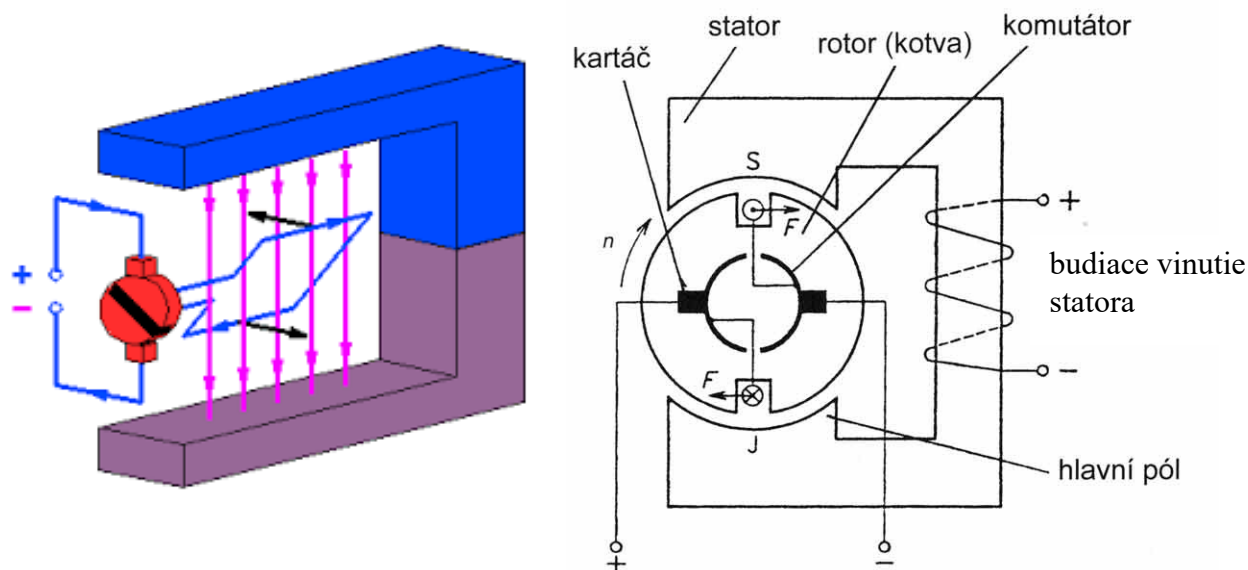 +
−
stator
komutátor
rotor (kotva)
kartáč
S
F
n
+
budiace vinutie
statora
−
F
J
hlavní pól
+
−